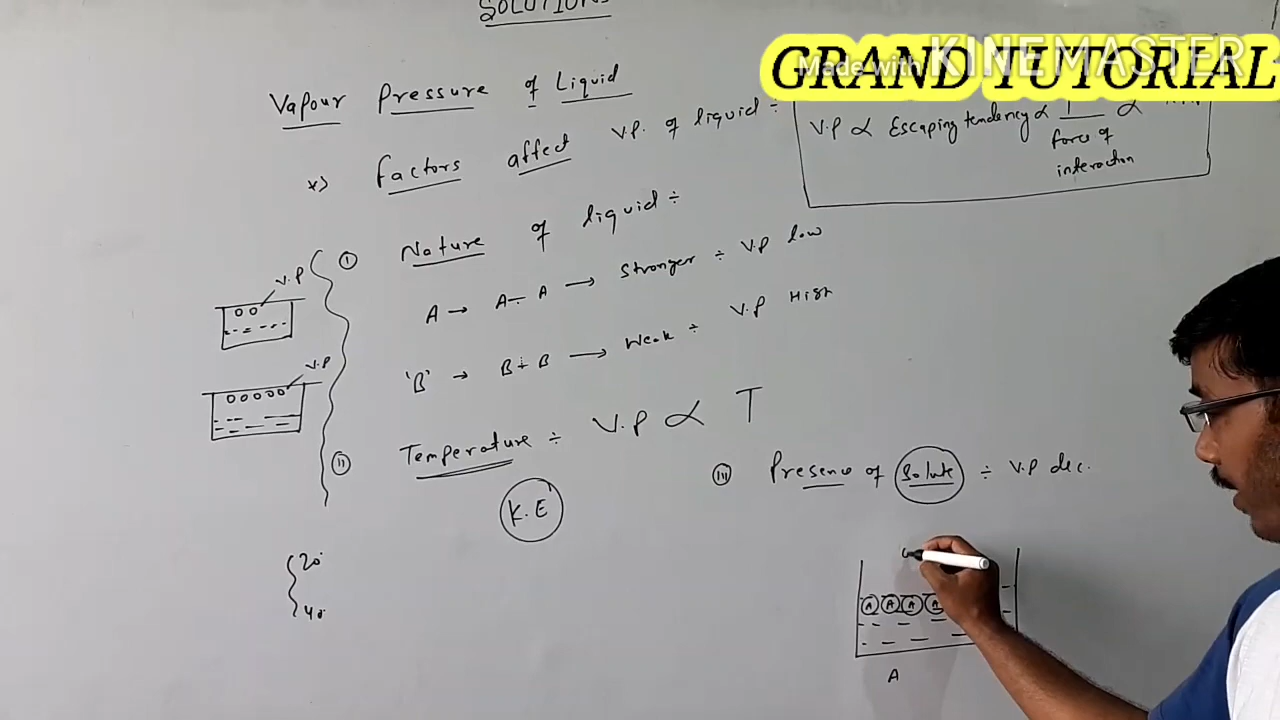 SOLUTIONS
GRAND TUTORIAL
Made with KINEMASTER
Vapour Pressure of Liquid
*> Factors affect V.P. of liquid ÷
V.P ∝ Escaping tendency ∝ 1 ∝
force of
interaction
(i) Nature of liquid ÷
V.P
A → A—A → Stronger ÷ V.P low
V.P
'B' → B÷B → Weak ÷ V.P High
(ii) Temperature ÷ V.P ∝ T
K.E
(iii) Presence of Solute ÷ V.P dec.
20°
40°
A A A A
A